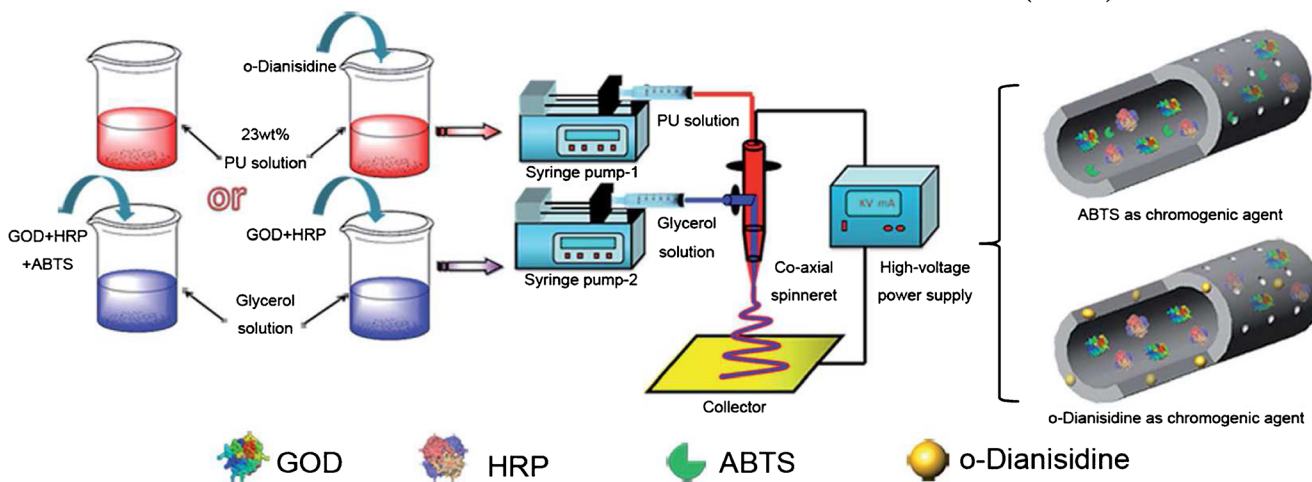 o-Dianisidine
23wt%
PU solution
or
GOD+HRP
+ABTS
GOD+HRP
Glycerol
solution
PU solution
Syringe pump-1
Glycerol
solution
Syringe pump-2
KV mA
Co-axial
spinneret
High-voltage
power supply
Collector
ABTS as chromogenic agent
o-Dianisidine as chromogenic agent
GOD
HRP
ABTS
o-Dianisidine